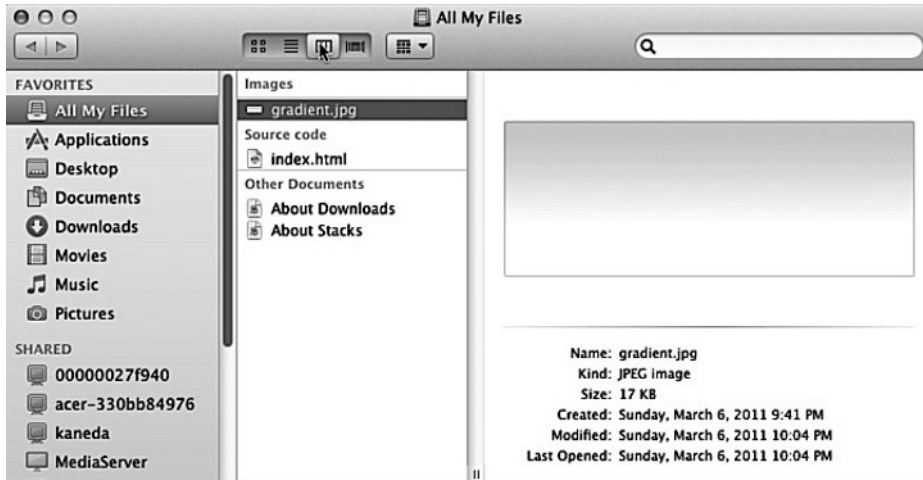 All My Files
FAVORITES
All My Files
Applications
Desktop
Documents
Downloads
Movies
Music
Pictures
SHARED
00000027f940
acer-330bb84976
kaneda
MediaServer
Images
gradient.jpg
Source code
index.html
Other Documents
About Downloads
About Stacks
Name: gradient.jpg
Kind: JPEG image
Size: 17 KB
Created: Sunday, March 6, 2011 9:41 PM
Modified: Sunday, March 6, 2011 10:04 PM
Last Opened: Sunday, March 6, 2011 10:04 PM